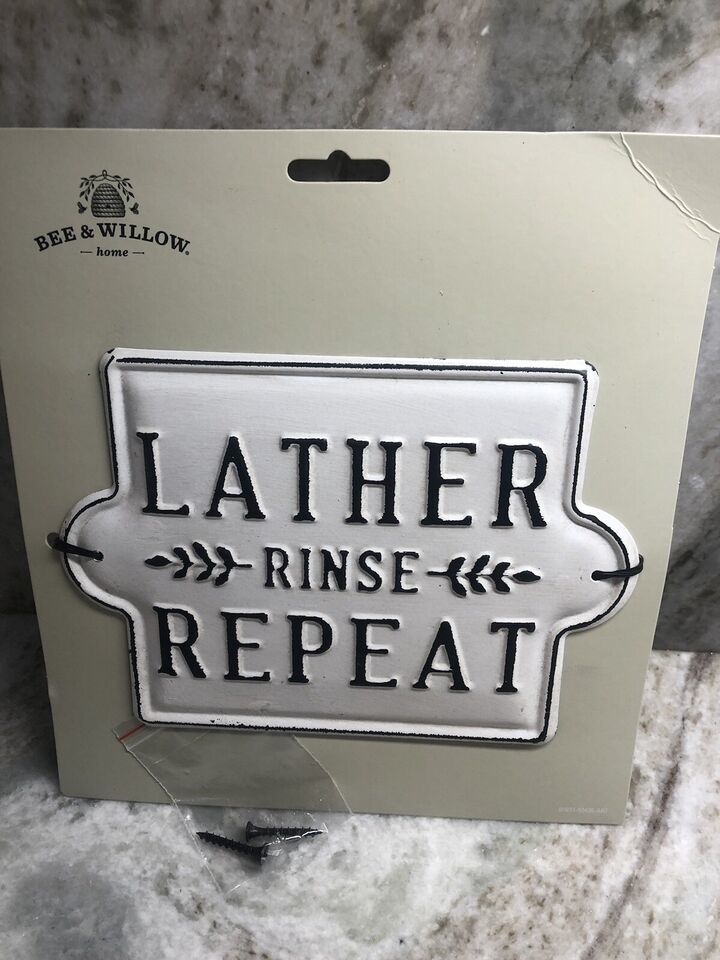 BEE & WILLOW®
home
LATHER
RINSE
REPEAT